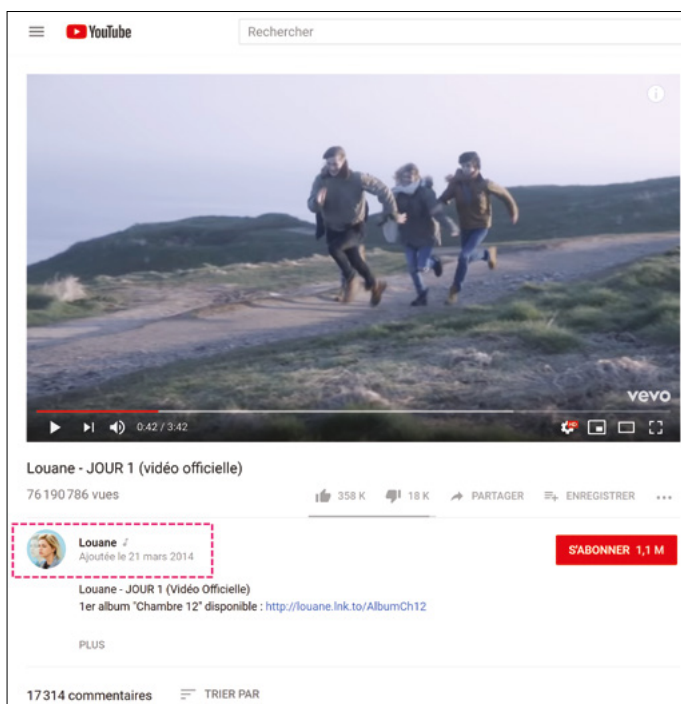 YouTube
Rechercher
vevo
0:42 / 3:42
HD
Louane - JOUR 1 (vidéo officielle)
76 190 786 vues
358 K
18 K
PARTAGER
ENREGISTRER
Louane
Ajoutée le 21 mars 2014
S'ABONNER 1,1 M
Louane - JOUR 1 (Vidéo Officielle)
1er album "Chambre 12" disponible : http://louane.lnk.to/AlbumCh12
PLUS
17 314 commentaires
TRIER PAR